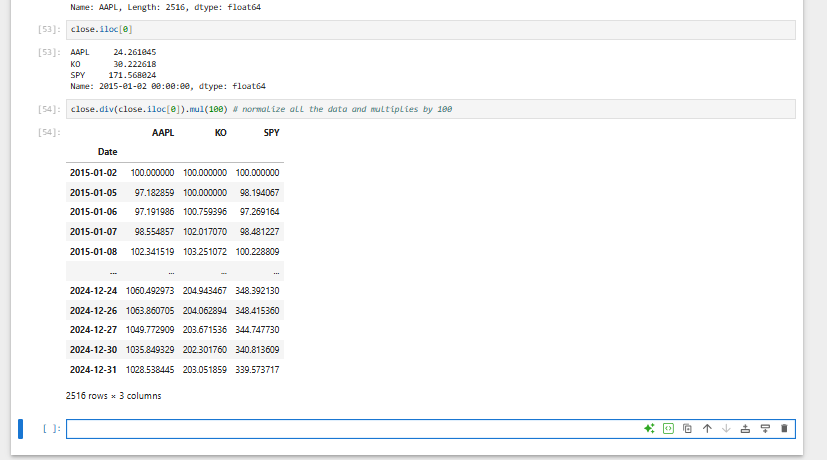 Name: AAPL, Length: 2516, dtype: float64
[53]: close.iloc[0]
[53]: AAPL 24.261045
KO 30.222618
SPY 171.568024
Name: 2015-01-02 00:00:00, dtype: float64
[54]: close.div(close.iloc[0]).mul(100) # normalize all the data and multiplies by 100
[54]: AAPL KO SPY
Date
2015-01-02 100.000000 100.000000 100.000000
2015-01-05 97.182859 100.000000 98.194067
2015-01-06 97.191986 100.759396 97.269164
2015-01-07 98.554857 102.017070 98.481227
2015-01-08 102.341519 103.251072 100.228809
... ... ... ...
2024-12-24 1060.492973 204.943467 348.392130
2024-12-26 1063.860705 204.062894 348.415360
2024-12-27 1049.772909 203.671536 344.747730
2024-12-30 1035.849329 202.301760 340.813609
2024-12-31 1028.538445 203.051859 339.573717
2516 rows × 3 columns
[ ]: